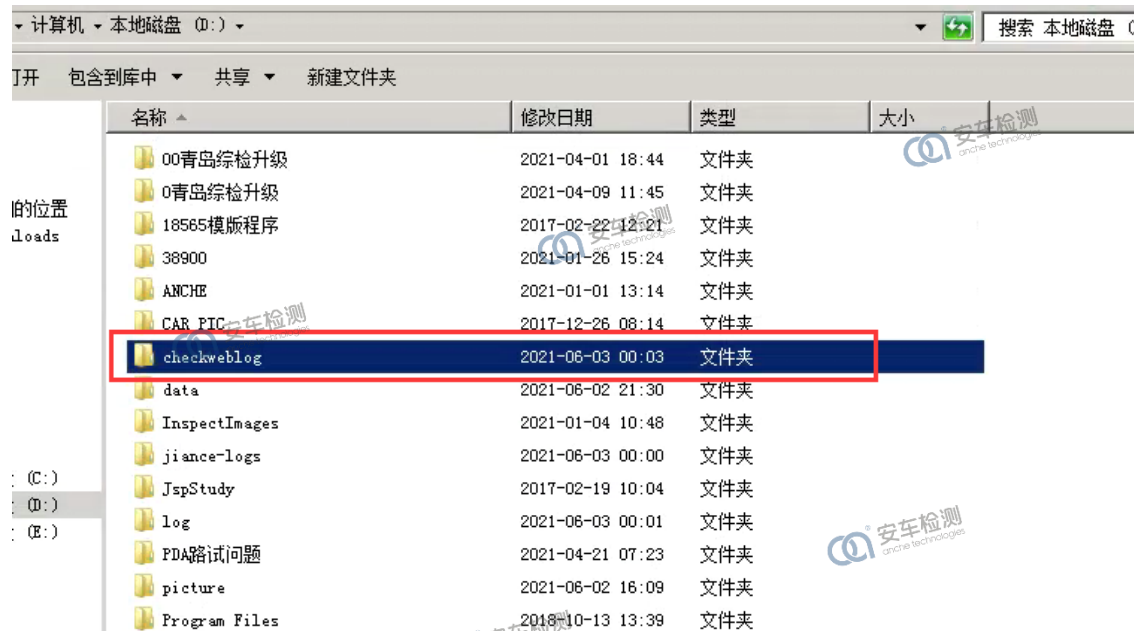 计算机 本地磁盘 (D:) 搜索 本地磁盘
打开 包含到库中 共享 新建文件夹
名称 修改日期 类型 大小
安车检测
anche technologies
00青岛综检升级 2021-04-01 18:44 文件夹
0青岛综检升级 2021-04-09 11:45 文件夹
的位置
18565模版程序 2017-02-22 12:21 文件夹
安车检测
anche technologies
nloads
38900 2021-01-26 15:24 文件夹
ANCHE 2021-01-01 13:14 文件夹
CAR_PIC 2017-12-26 08:14 文件夹
安车检测
anche technologies
checkweblog 2021-06-03 00:03 文件夹
data 2021-06-02 21:30 文件夹
InspectImages 2021-01-04 10:48 文件夹
jiance-logs 2021-06-03 00:00 文件夹
(C:)
JspStudy 2017-02-19 10:04 文件夹
(D:)
log 2021-06-03 00:01 文件夹
(E:)
安车检测
anche technologies
PDA路试问题 2021-04-21 07:23 文件夹
picture 2021-06-02 16:09 文件夹
Program Files 2018-10-13 13:39 文件夹
安车检测